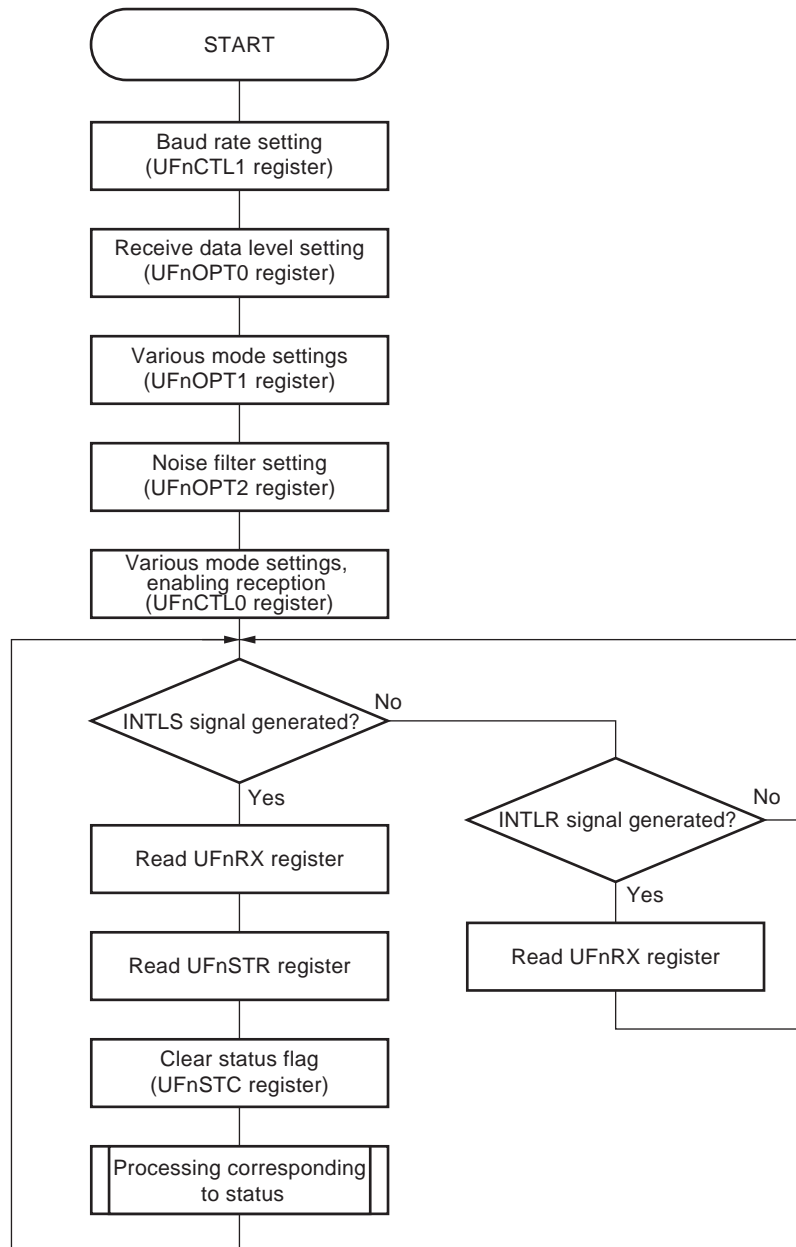 START
Baud rate setting
(UFnCTL1 register)
Receive data level setting
(UFnOPT0 register)
Various mode settings
(UFnOPT1 register)
Noise filter setting
(UFnOPT2 register)
Various mode settings,
enabling reception
(UFnCTL0 register)
INTLS signal generated?
No
Yes
INTLR signal generated?
No
Yes
Read UFnRX register
Read UFnRX register
Read UFnSTR register
Clear status flag
(UFnSTC register)
Processing corresponding
to status